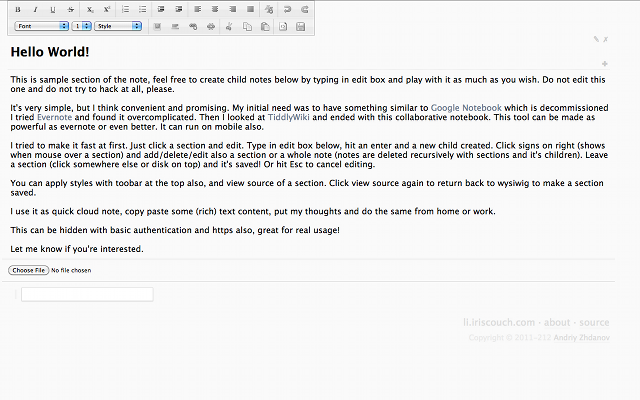 B I U S X₂ X²
Font 1 Style
Hello World!
This is sample section of the note, feel free to create child notes below by typing in edit box and play with it as much as you wish. Do not edit this
one and do not try to hack at all, please.
It's very simple, but I think convenient and promising. My initial need was to have something similar to Google Notebook which is decommissioned
I tried Evernote and found it overcomplicated. Then I looked at TiddlyWiki and ended with this collaborative notebook. This tool can be made as
powerful as evernote or even better. It can run on mobile also.
I tried to make it fast at first. Just click a section and edit. Type in edit box below, hit an enter and a new child created. Click signs on right (shows
when mouse over a section) and add/delete/edit also a section or a whole note (notes are deleted recursively with sections and it's children). Leave
a section (click somewhere else or disk on top) and it's saved! Or hit Esc to cancel editing.
You can apply styles with toobar at the top also, and view source of a section. Click view source again to return back to wysiwig to make a section
saved.
I use it as quick cloud note, copy paste some (rich) text content, put my thoughts and do the same from home or work.
This can be hidden with basic authentication and https also, great for real usage!
Let me know if you're interested.
Choose File No file chosen
li.iriscouch.com - about - source
Copyright © 2011-212 Andriy Zhdanov